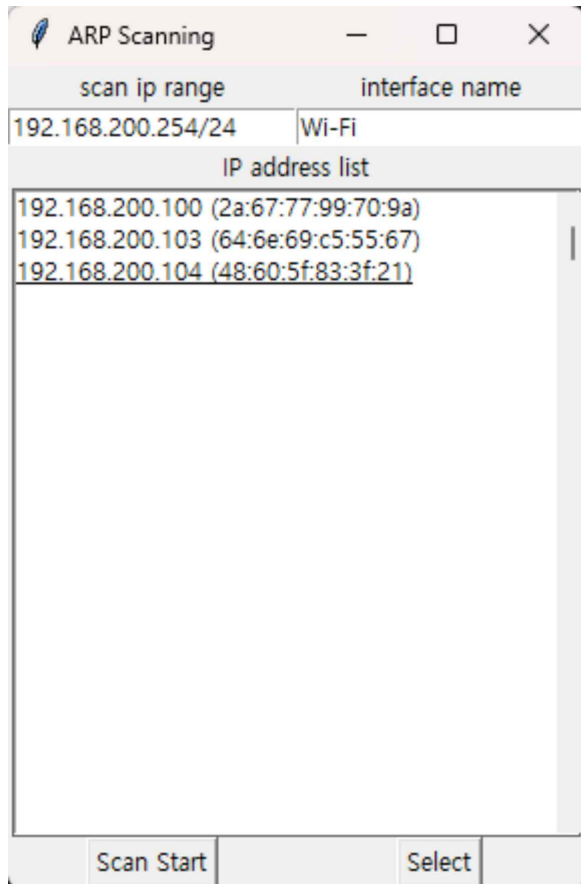 ARP Scanning
scan ip range interface name
192.168.200.254/24 Wi-Fi
IP address list
192.168.200.100 (2a:67:77:99:70:9a)
192.168.200.103 (64:6e:69:c5:55:67)
192.168.200.104 (48:60:5f:83:3f:21)
Scan Start Select